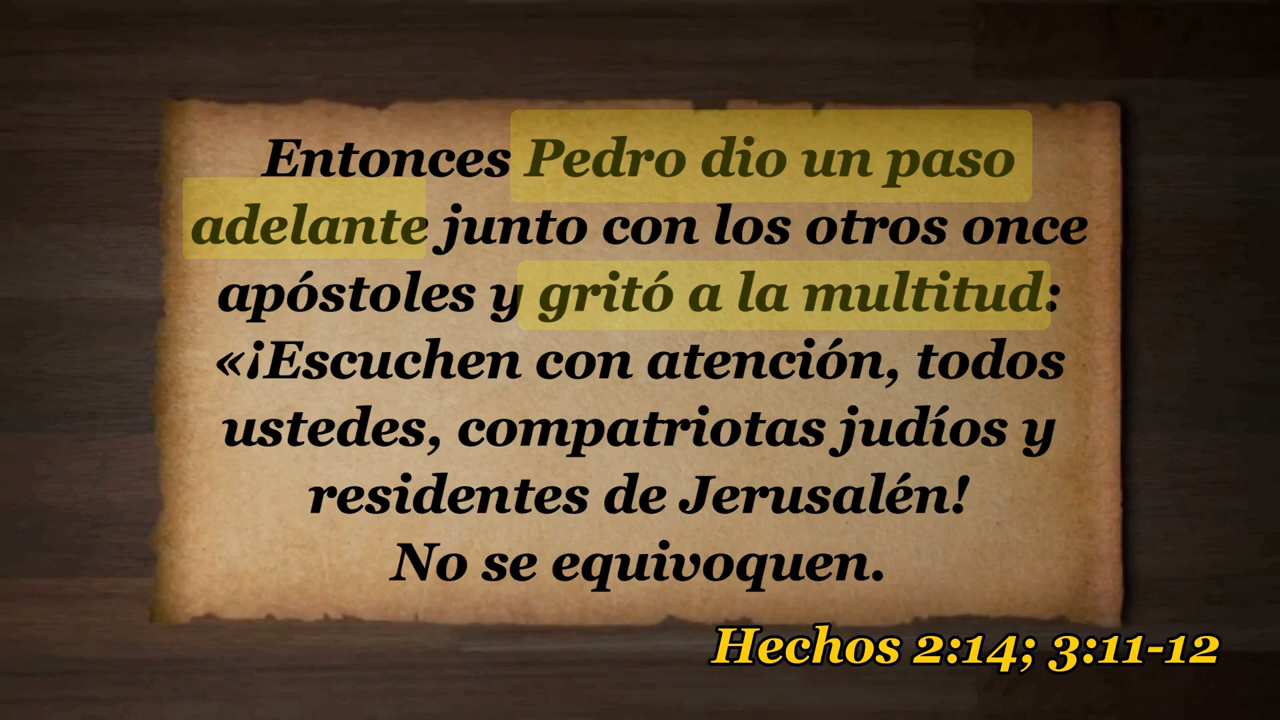 Entonces Pedro dio un paso
adelante junto con los otros once
apóstoles y gritó a la multitud:
«¡Escuchen con atención, todos
ustedes, compatriotas judíos y
residentes de Jerusalén!
No se equivoquen.
Hechos 2:14; 3:11-12